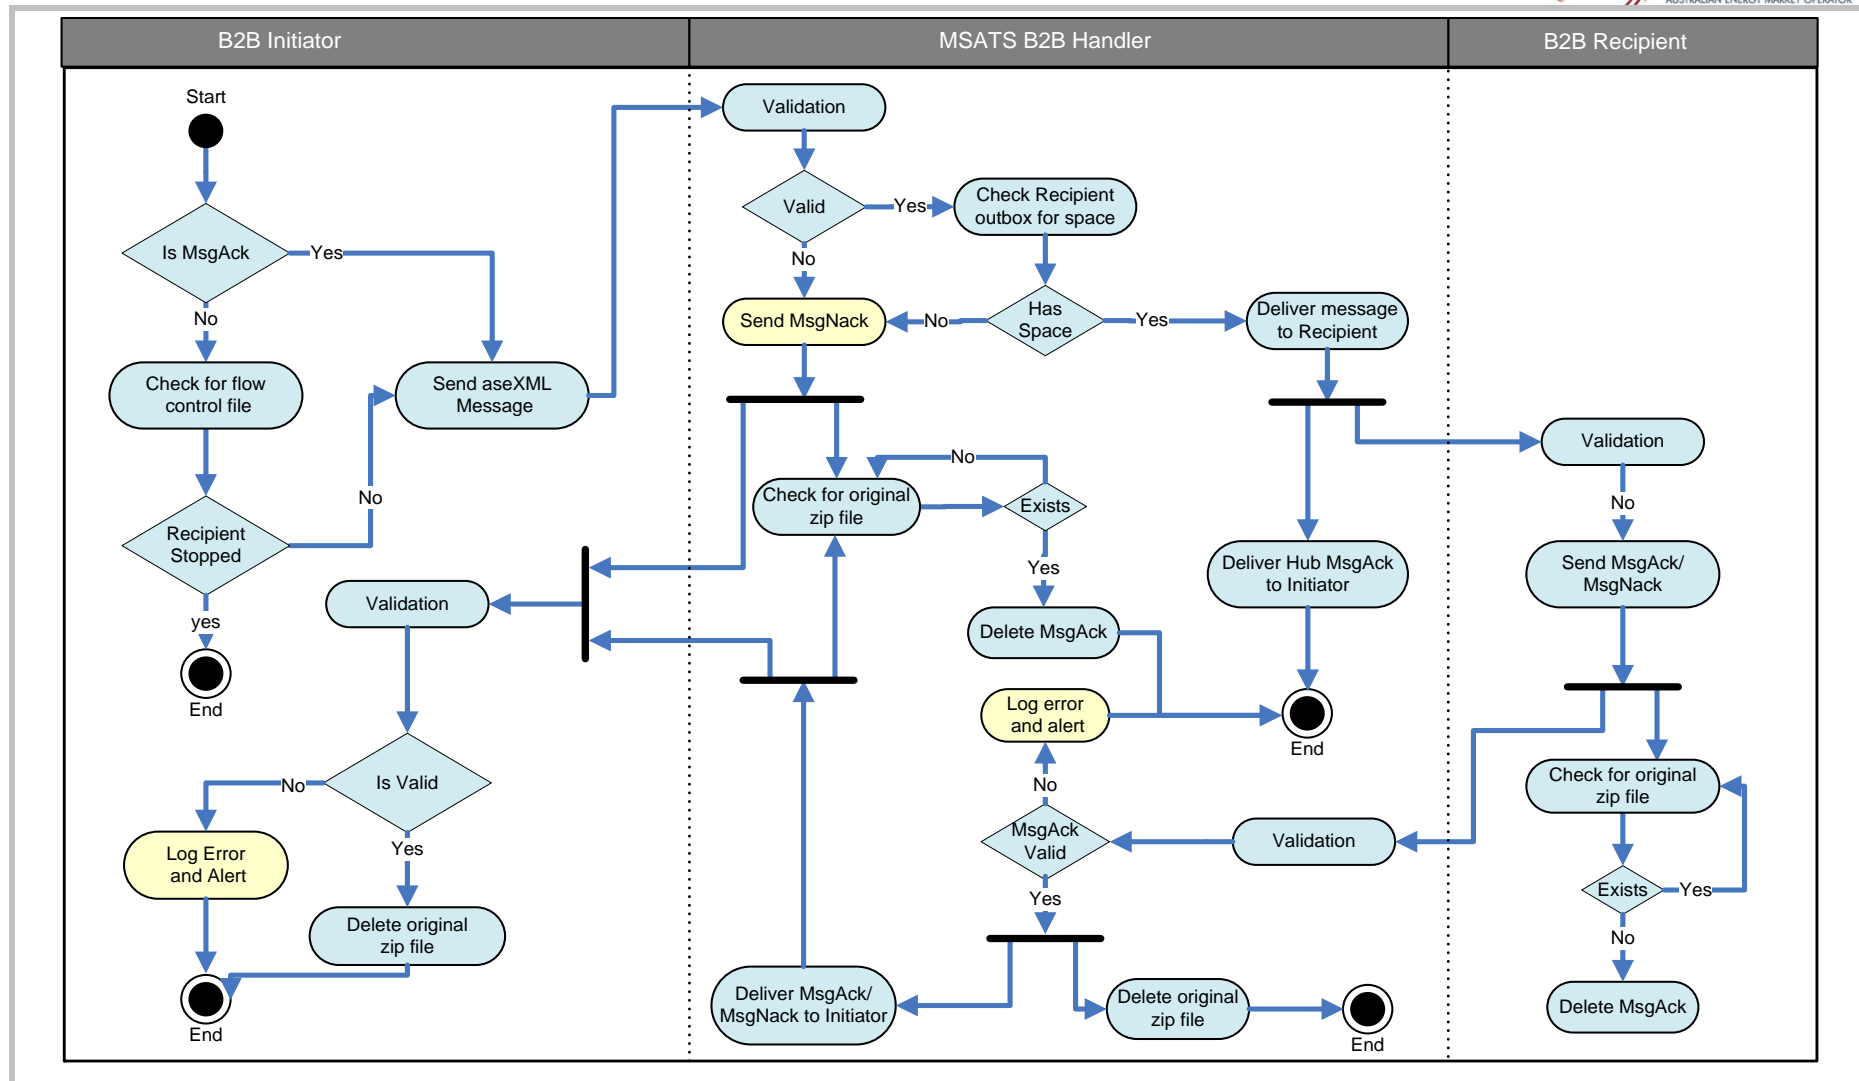 AUSTRALIAN ENERGY MARKET OPERATOR
B2B Initiator
MSATS B2B Handler
B2B Recipient
Start
Is MsgAck
Yes
No
Check for flow
control file
Send aseXML
Message
No
Recipient
Stopped
yes
End
Validation
Is Valid
No
Yes
Log Error
and Alert
Delete original
zip file
End
Validation
Valid
Yes
Check Recipient
outbox for space
No
Send MsgNack
No
Has
Space
Yes
Deliver message
to Recipient
No
Check for original
zip file
Exists
Yes
Deliver Hub MsgAck
to Initiator
Delete MsgAck
Log error
and alert
End
No
MsgAck
Valid
Validation
Yes
Deliver MsgAck/
MsgNack to Initiator
Delete original
zip file
End
Validation
No
Send MsgAck/
MsgNack
Check for original
zip file
Exists
Yes
No
Delete MsgAck